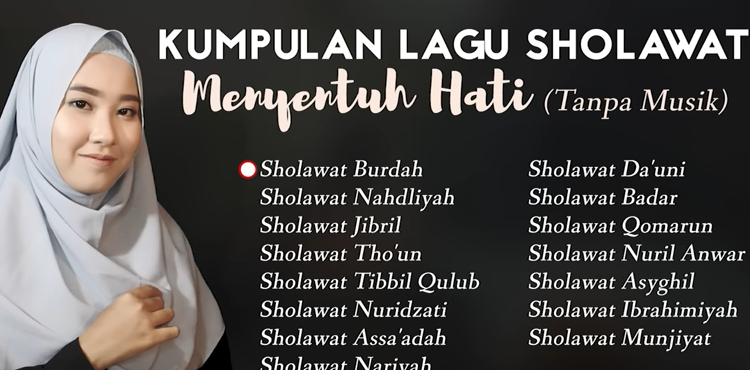 KUMPULAN LAGU SHOLAWAT
Menyentuh Hati (Tanpa Musik)
Sholawat Burdah
Sholawat Nahdliyah
Sholawat Jibril
Sholawat Tho'un
Sholawat Tibbil Qulub
Sholawat Nuridzati
Sholawat Assa'adah
Sholawat Nariyah
Sholawat Da'uni
Sholawat Badar
Sholawat Qomarun
Sholawat Nuril Anwar
Sholawat Asyghil
Sholawat Ibrahimiyah
Sholawat Munjiyat